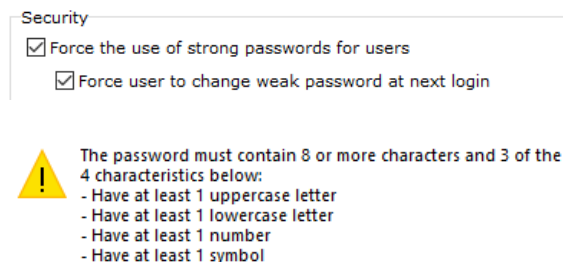 Security
Force the use of strong passwords for users
Force user to change weak password at next login
The password must contain 8 or more characters and 3 of the
4 characteristics below:
- Have at least 1 uppercase letter
- Have at least 1 lowercase letter
- Have at least 1 number
- Have at least 1 symbol